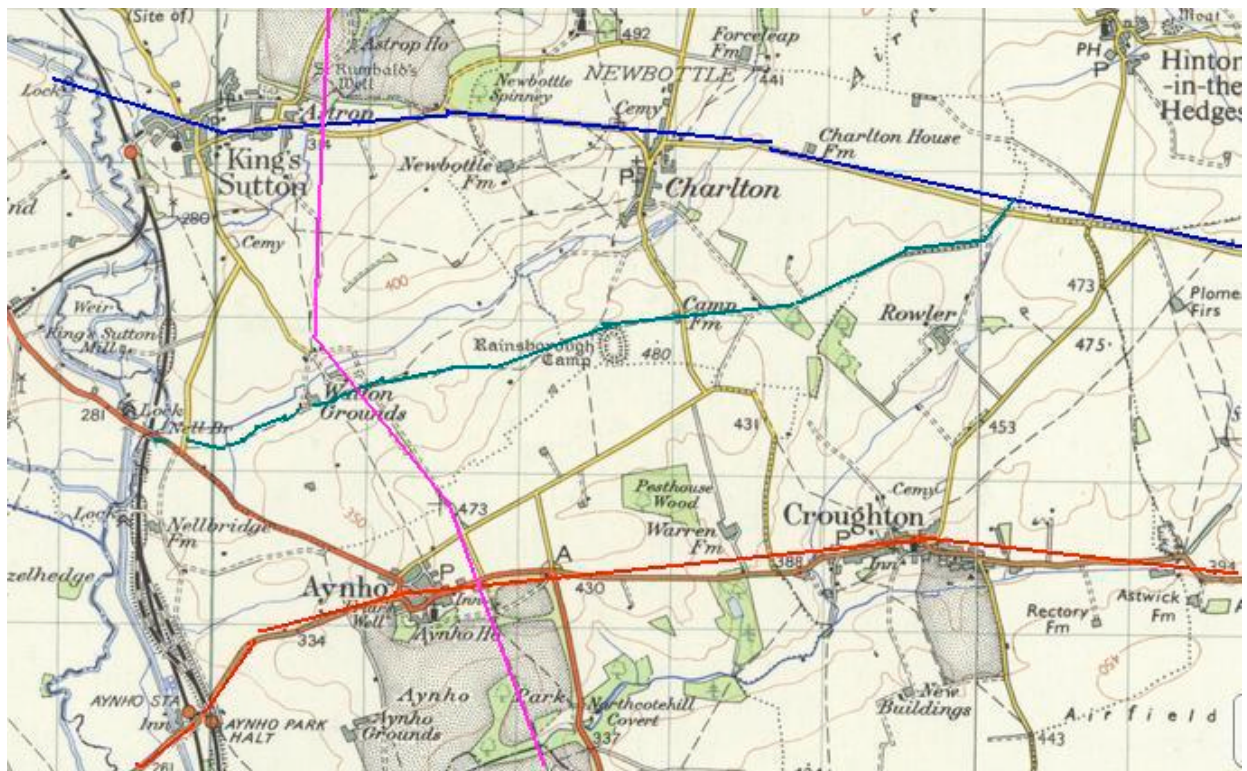 (Site of)
Astrop Ho
Rumbald's
Well
492
Forceleap
Fm
441
Moat
PH
P
Hinton
-in-the
Hedges
Lock
Newbottle
Spinney
NEWBOTTLE
Cemy
Astrop
Charlton House
Fm
King's
Sutton
Newbottle
Fm
P
Charlton
280
Cemy
400
Weir
King's Sutton
Mill
Camp
Fm
Rowler
473
Plomer
Firs
Rainsborough
Camp
480
475
Walton
Grounds
281
Lock
Nell Br
431
453
473
350
Pesthouse
Wood
Cemy
Lock
Nellbridge
Fm
Warren
Fm
Croughton
P
Inn
A
Aynho
P
Inn
430
388
394
Astwick
Fm
Well
Aynho Ho
334
Rectory
Fm
450
AYNHO STA
Inn
AYNHO PARK
HALT
Aynho
Park
Aynho
Grounds
Northcotehill
Covert
New
Buildings
Airfield
337
443
261